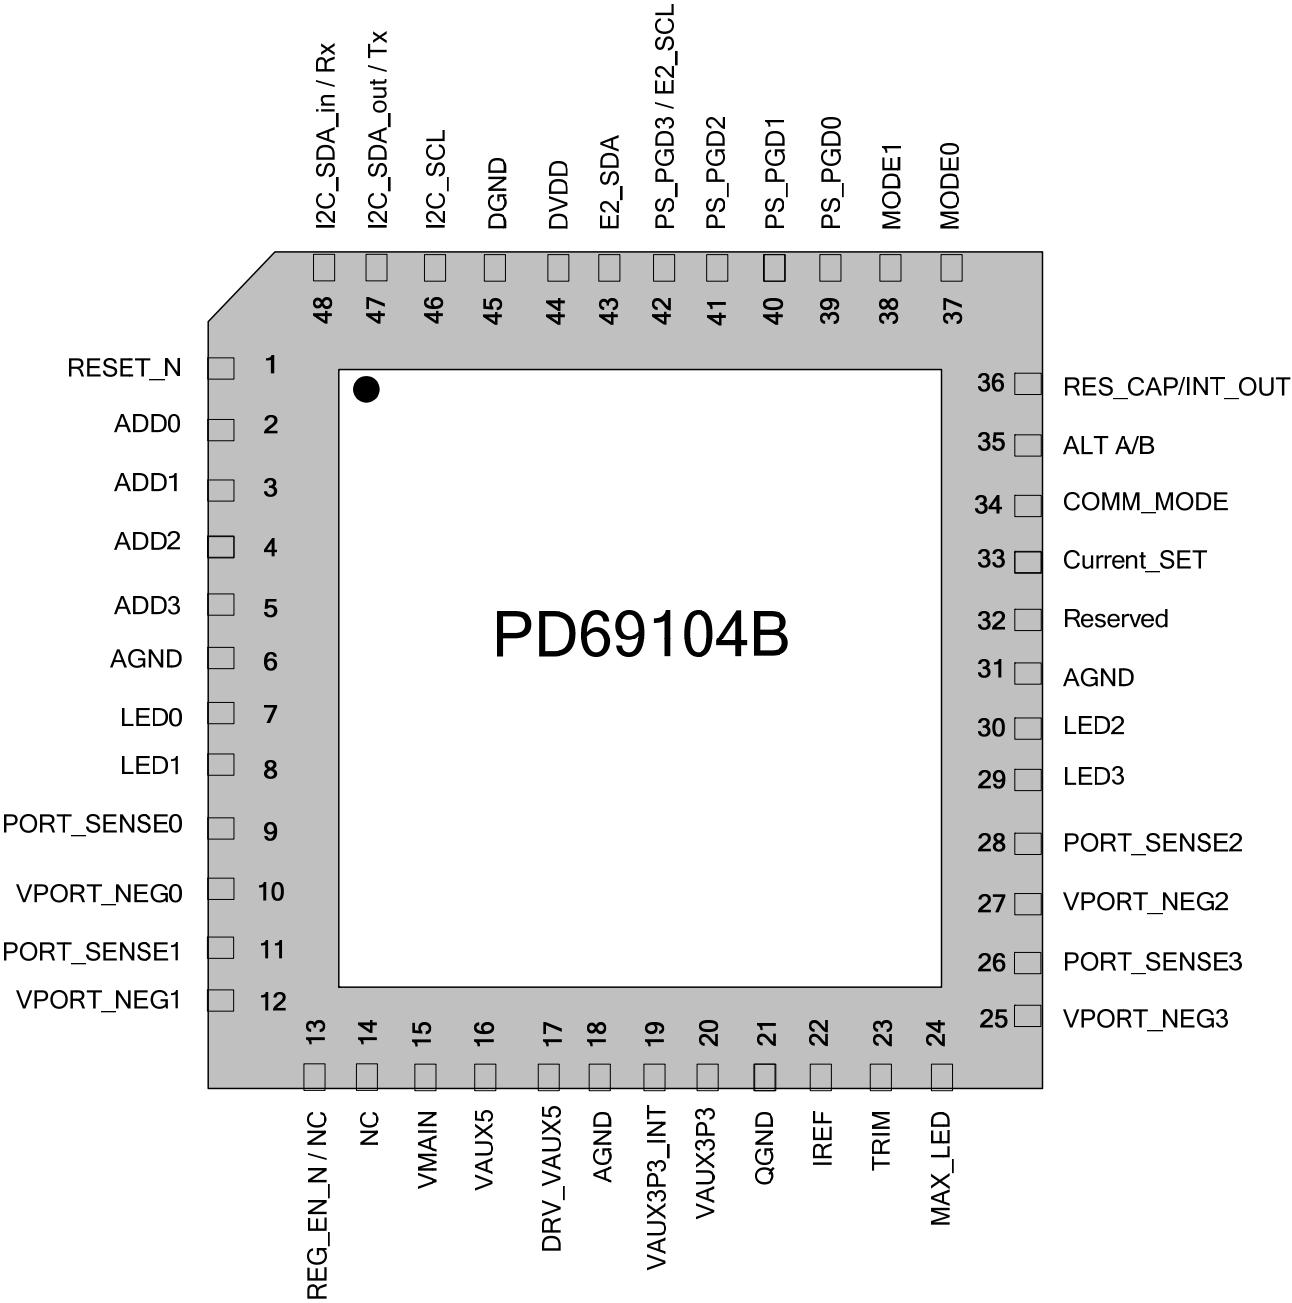 I2C_SDA_in / Rx
I2C_SDA_out / Tx
I2C_SCL
DGND
DVDD
E2_SDA
PS_PGD3 / E2_SCL
PS_PGD2
PS_PGD1
PS_PGD0
MODE1
MODE0
48
47
46
45
44
43
42
41
40
39
38
37
RESET_N 1
ADD0 2
ADD1 3
ADD2 4
ADD3 5
AGND 6
LED0 7
LED1 8
PORT_SENSE0 9
VPORT_NEG0 10
PORT_SENSE1 11
VPORT_NEG1 12
PD69104B
36 RES_CAP/INT_OUT
35 ALT A/B
34 COMM_MODE
33 Current_SET
32 Reserved
31 AGND
30 LED2
29 LED3
28 PORT_SENSE2
27 VPORT_NEG2
26 PORT_SENSE3
25 VPORT_NEG3
13
14
15
16
17
18
19
20
21
22
23
24
REG_EN_N / NC
NC
VMAIN
VAUX5
DRV_VAUX5
AGND
VAUX3P3_INT
VAUX3P3
QGND
IREF
TRIM
MAX_LED